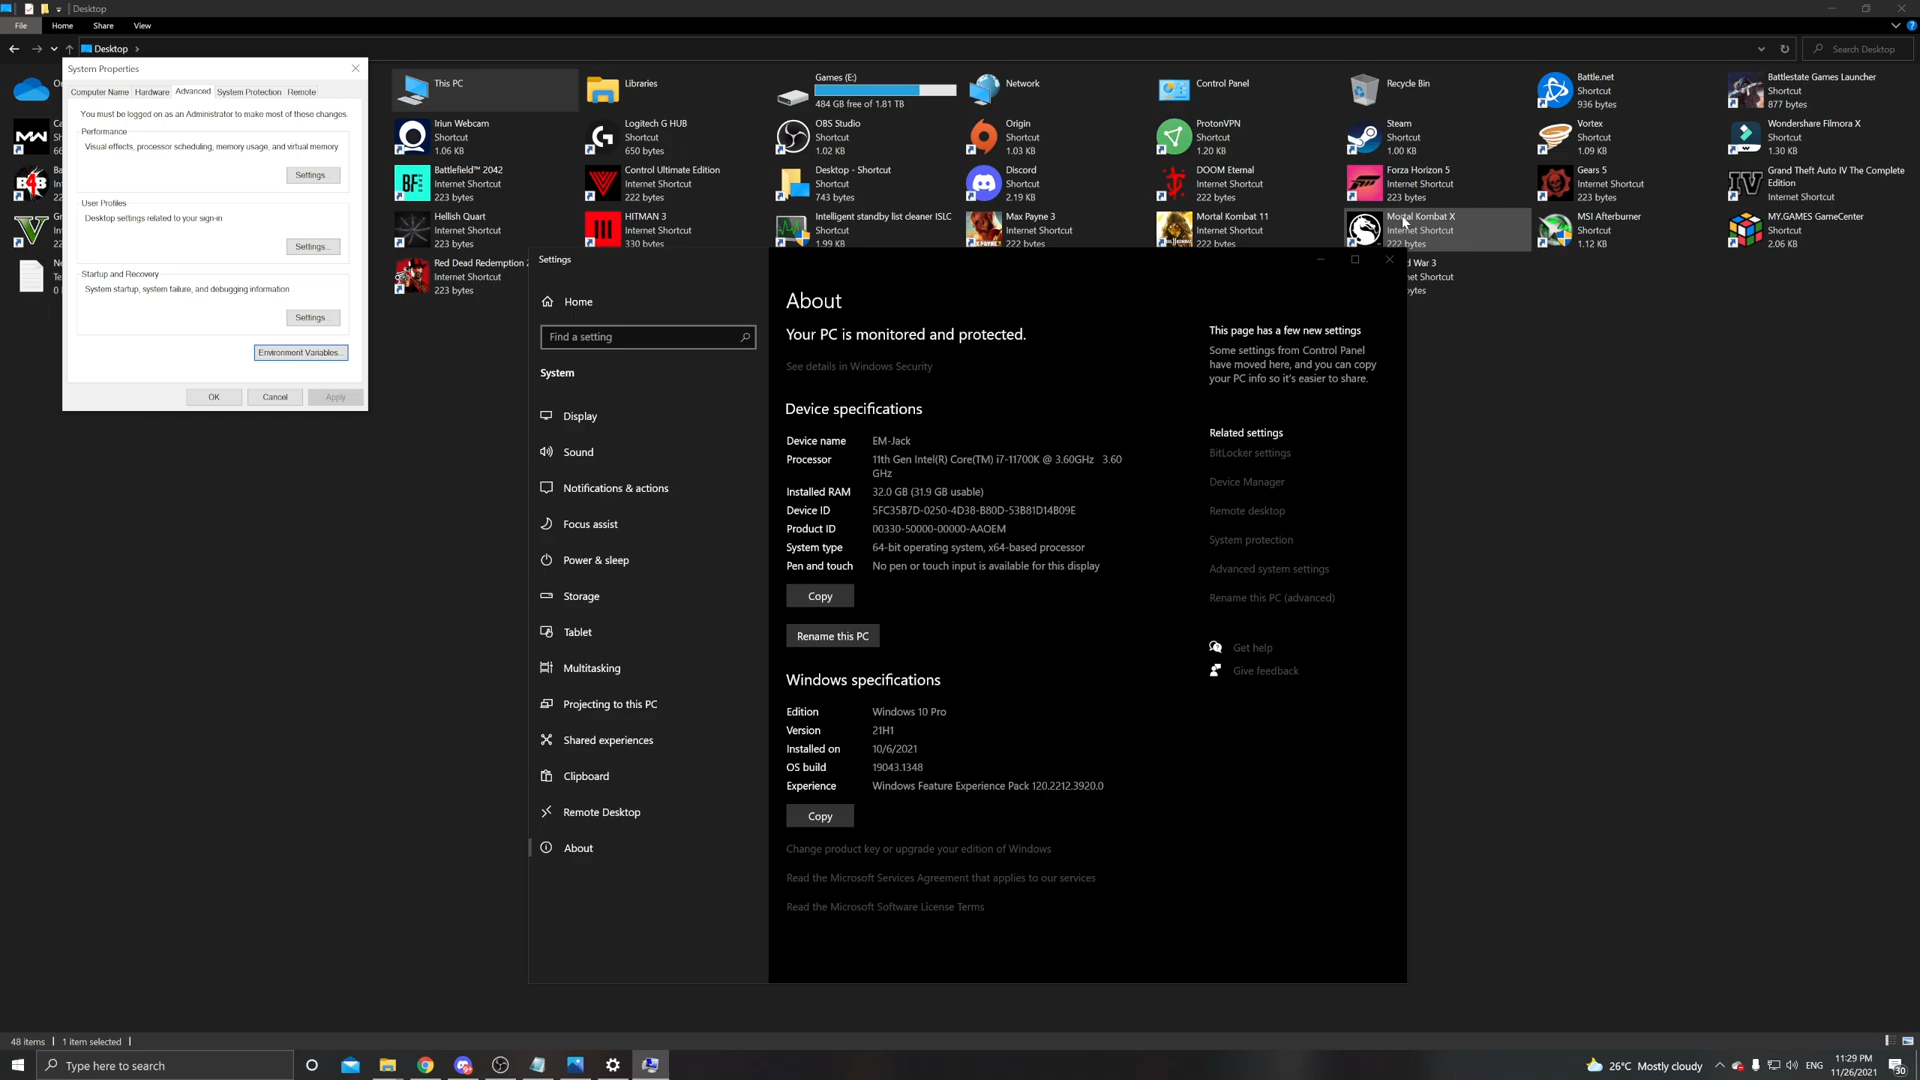 Desktop
File
Home
Share
View
Desktop
Search Desktop
System Properties
Computer Name
Hardware
Advanced
System Protection
Remote
You must be logged on as an Administrator to make most of these changes.
Performance
Visual effects, processor scheduling, memory usage, and virtual memory
Settings...
User Profiles
Desktop settings related to your sign-in
Settings...
Startup and Recovery
System startup, system failure, and debugging information
Settings...
Environment Variables...
OK
Cancel
Apply
This PC
Libraries
Games (E:)
484 GB free of 1.81 TB
Network
Control Panel
Recycle Bin
Battle.net
Shortcut
936 bytes
Battlestate Games Launcher
Shortcut
877 bytes
Iriun Webcam
Shortcut
1.06 KB
Logitech G HUB
Shortcut
650 bytes
OBS Studio
Shortcut
1.02 KB
Origin
Shortcut
1.03 KB
ProtonVPN
Shortcut
1.20 KB
Steam
Shortcut
1.00 KB
Vortex
Shortcut
1.09 KB
Wondershare Filmora X
Shortcut
1.30 KB
Battlefield™ 2042
Internet Shortcut
223 bytes
Control Ultimate Edition
Internet Shortcut
222 bytes
Desktop - Shortcut
Shortcut
743 bytes
Discord
Shortcut
2.19 KB
DOOM Eternal
Internet Shortcut
222 bytes
Forza Horizon 5
Internet Shortcut
223 bytes
Gears 5
Internet Shortcut
223 bytes
Grand Theft Auto IV The Complete
Edition
Internet Shortcut
Hellish Quart
Internet Shortcut
223 bytes
HITMAN 3
Internet Shortcut
330 bytes
Intelligent standby list cleaner ISLC
Shortcut
1.99 KB
Max Payne 3
Internet Shortcut
222 bytes
Mortal Kombat 11
Internet Shortcut
222 bytes
Mortal Kombat X
Internet Shortcut
222 bytes
MSI Afterburner
Shortcut
1.12 KB
MY.GAMES GameCenter
Shortcut
2.06 KB
Red Dead Redemption 2
Internet Shortcut
223 bytes
d War 3
net Shortcut
ytes
Settings
Home
Find a setting
System
Display
Sound
Notifications & actions
Focus assist
Power & sleep
Storage
Tablet
Multitasking
Projecting to this PC
Shared experiences
Clipboard
Remote Desktop
About
About
Your PC is monitored and protected.
See details in Windows Security
Device specifications
Device name EM-Jack
Processor 11th Gen Intel(R) Core(TM) i7-11700K @ 3.60GHz 3.60
GHz
Installed RAM 32.0 GB (31.9 GB usable)
Device ID 5FC35B7D-0250-4D38-B80D-53B81D14B09E
Product ID 00330-50000-00000-AAOEM
System type 64-bit operating system, x64-based processor
Pen and touch No pen or touch input is available for this display
Copy
Rename this PC
Windows specifications
Edition Windows 10 Pro
Version 21H1
Installed on 10/6/2021
OS build 19043.1348
Experience Windows Feature Experience Pack 120.2212.3920.0
Copy
Change product key or upgrade your edition of Windows
Read the Microsoft Services Agreement that applies to our services
Read the Microsoft Software License Terms
This page has a few new settings
Some settings from Control Panel
have moved here, and you can copy
your PC info so it's easier to share.
Related settings
BitLocker settings
Device Manager
Remote desktop
System protection
Advanced system settings
Rename this PC (advanced)
Get help
Give feedback
48 items
1 item selected
Type here to search
26°C Mostly cloudy
ENG
11:29 PM
11/26/2021
30